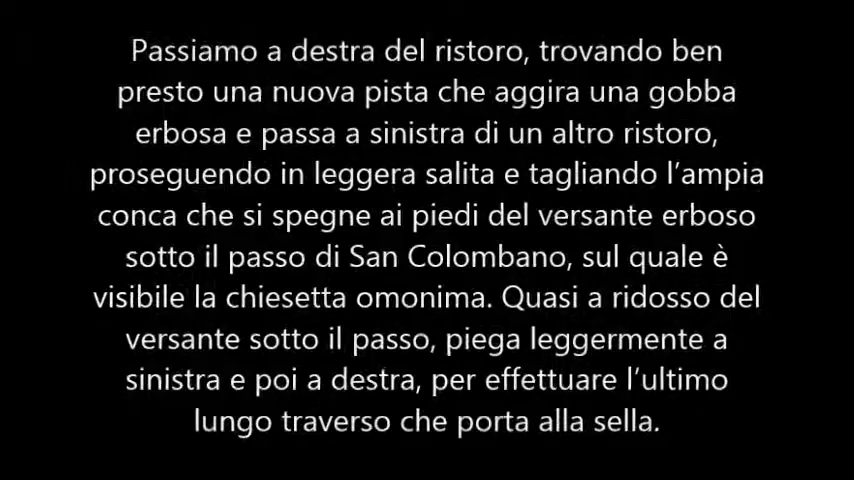 Passiamo a destra del ristoro, trovando ben
presto una nuova pista che aggira una gobba
erbosa e passa a sinistra di un altro ristoro,
proseguendo in leggera salita e tagliando l’ampia
conca che si spegne ai piedi del versante erboso
sotto il passo di San Colombano, sul quale è
visibile la chiesetta omonima. Quasi a ridosso del
versante sotto il passo, piega leggermente a
sinistra e poi a destra, per effettuare l’ultimo
lungo traverso che porta alla sella.